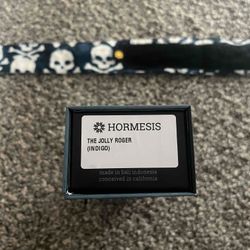 HORMESIS
THE JOLLY ROGER
(INDIGO)
made in bali indonesia
conceived in california